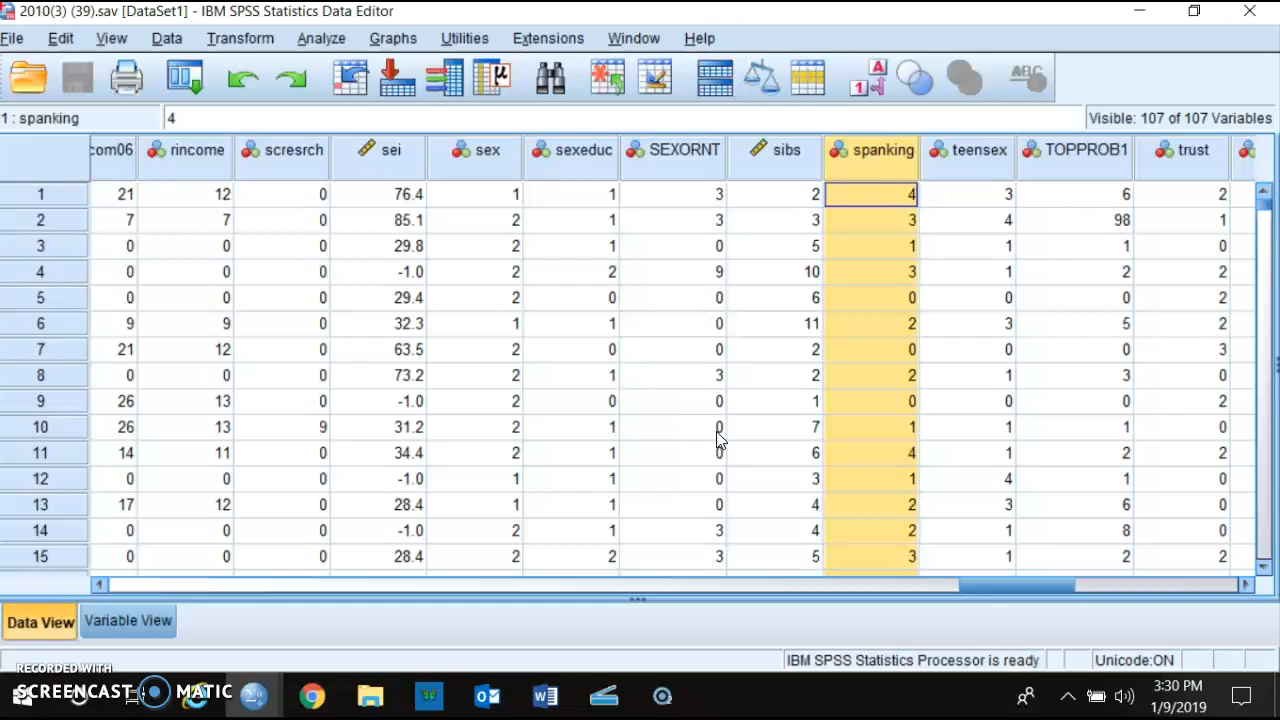 2010(3) (39).sav [DataSet1] - IBM SPSS Statistics Data Editor
File Edit View Data Transform Analyze Graphs Utilities Extensions Window Help
1 : spanking 4 Visible: 107 of 107 Variables
com06 rincome scresrch sei sex sexeduc SEXORNT sibs spanking teensex TOPPROB1 trust
1 21 12 0 76.4 1 1 3 2 4 3 6 2
2 7 7 0 85.1 2 1 3 3 3 4 98 1
3 0 0 0 29.8 2 1 0 5 1 1 1 0
4 0 0 0 -1.0 2 2 9 10 3 1 2 2
5 0 0 0 29.4 2 0 0 6 0 0 0 2
6 9 9 0 32.3 1 1 0 11 2 3 5 2
7 21 12 0 63.5 2 0 0 2 0 0 0 3
8 0 0 0 73.2 2 1 3 2 2 1 3 0
9 26 13 0 -1.0 2 0 0 1 0 0 0 2
10 26 13 9 31.2 2 1 0 7 1 1 1 0
11 14 11 0 34.4 2 1 0 6 4 1 2 2
12 0 0 0 -1.0 1 1 0 3 1 4 1 0
13 17 12 0 28.4 1 1 0 4 2 3 6 0
14 0 0 0 -1.0 2 1 3 4 2 1 8 0
15 0 0 0 28.4 2 2 3 5 3 1 2 2
Data View Variable View
IBM SPSS Statistics Processor is ready Unicode:ON
RECORDED WITH
SCREENCAST MATIC
3:30 PM
1/9/2019